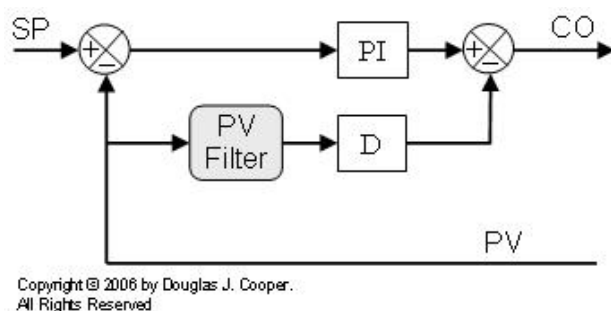 SP
CO
+
−
PI
+
−
PV
Filter
D
PV
Copyright © 2006 by Douglas J. Cooper.
All Rights Reserved